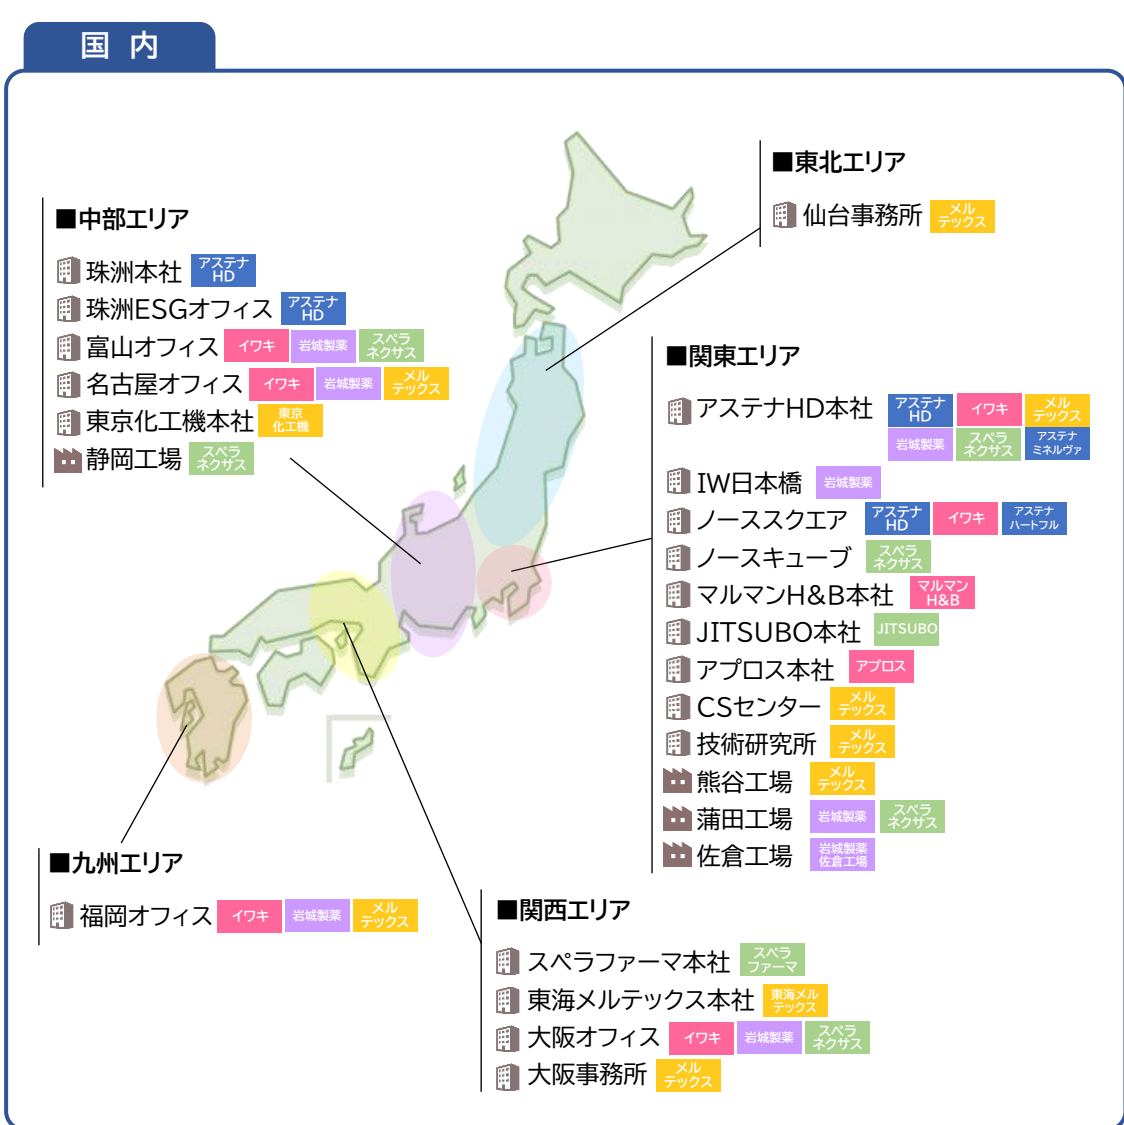 国 内
■東北エリア
仙台事務所 メル
テックス
■中部エリア
珠洲本社 アステナ
HD
珠洲ESGオフィス アステナ
HD
富山オフィス イワキ 岩城製薬 スペラ
ネクサス
名古屋オフィス イワキ 岩城製薬 メル
テックス
東京化工機本社 東京
化工機
静岡工場 スペラ
ネクサス
■関東エリア
アステナHD本社 アステナ
HD
イワキ
メル
テックス
岩城製薬
スペラ
ネクサス
アステナ
ミネルヴァ
IW日本橋 岩城製薬
ノーススクエア アステナ
HD
イワキ
アステナ
ハートフル
ノースキューブ スペラ
ネクサス
マルマンH&B本社 マルマン
H&B
JITSUBO本社 JITSUBO
アプロス本社 アプロス
CSセンター メル
テックス
技術研究所 メル
テックス
熊谷工場 メル
テックス
蒲田工場 岩城製薬 スペラ
ネクサス
佐倉工場 岩城製薬
佐倉工場
■九州エリア
福岡オフィス イワキ 岩城製薬 メル
テックス
■関西エリア
スペラファーマ本社 スペラ
ファーマ
東海メルテックス本社 東海メル
テックス
大阪オフィス イワキ 岩城製薬 スペラ
ネクサス
大阪事務所 メル
テックス